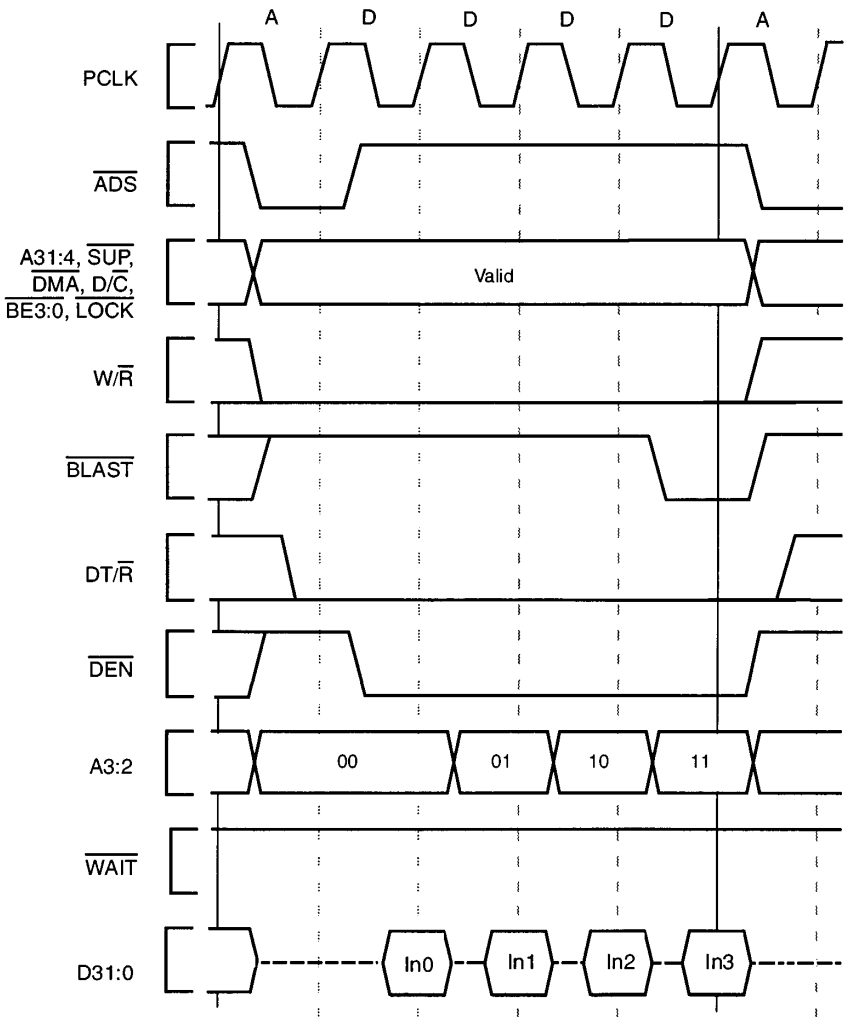 A D D D D A
PCLK
ADS
A31:4, SUP,
DMA, D/C,
BE3:0, LOCK
Valid
W/R
BLAST
DT/R
DEN
A3:2
00 01 10 11
WAIT
D31:0
In0 In1 In2 In3